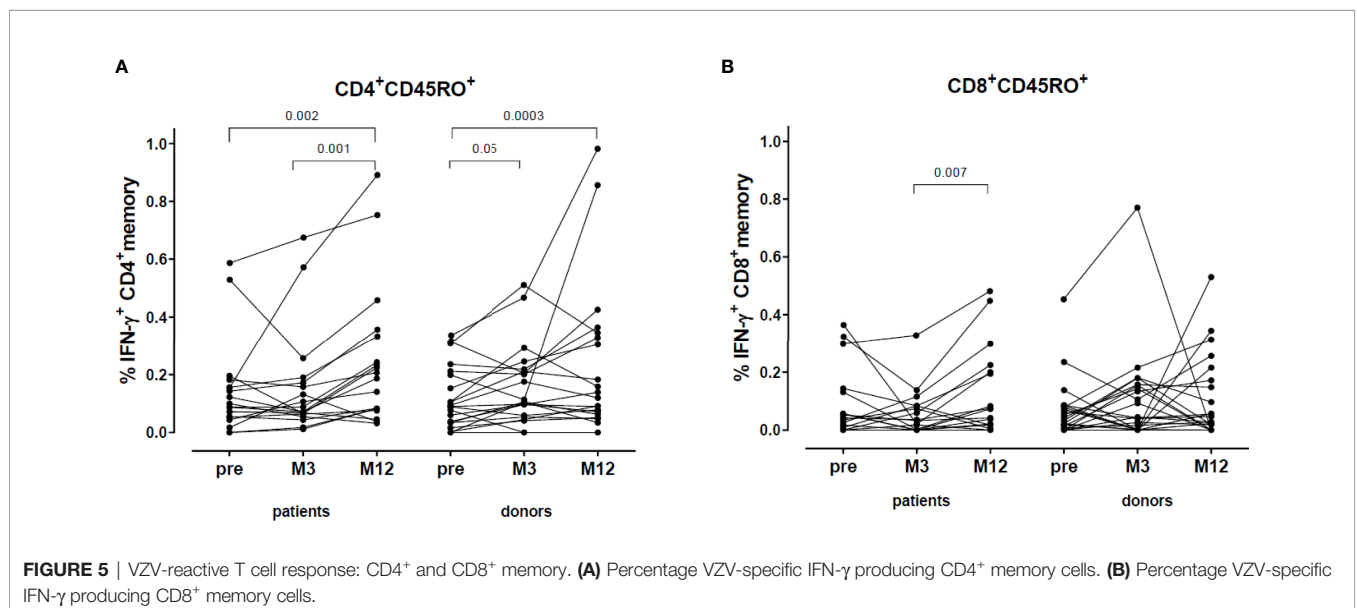 A
CD4⁺CD45RO⁺
0.002
0.0003
0.001
0.05
% IFN-γ⁺ CD4⁺memory
1.0
0.8
0.6
0.4
0.2
0.0
pre M3 M12 pre M3 M12
patients donors
B
CD8⁺CD45RO⁺
0.007
% IFN-γ⁺ CD8⁺memory
1.0
0.8
0.6
0.4
0.2
0.0
pre M3 M12 pre M3 M12
patients donors
FIGURE 5 | VZV-reactive T cell response: CD4⁺ and CD8⁺ memory. (A) Percentage VZV-specific IFN-γ producing CD4⁺ memory cells. (B) Percentage VZV-specific
IFN-γ producing CD8⁺ memory cells.